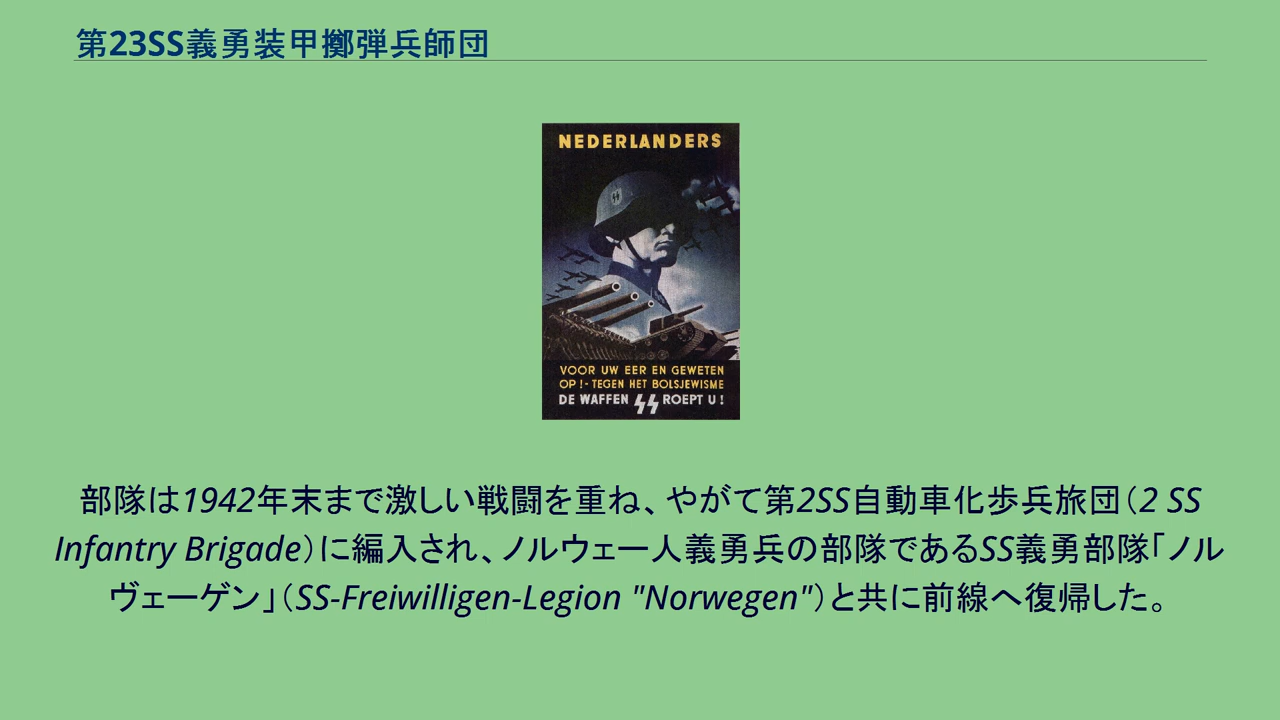 第23SS義勇装甲擲弾兵師団
NEDERLANDERS
VOOR UW EER EN GEWETEN
OP!-TEGEN HET BOLSJEWISME
DE WAFFEN SS ROEPT U!
部隊は1942年末まで激しい戦闘を重ね、やがて第2SS自動車化歩兵旅団（2 SS
Infantry Brigade）に編入され、ノルウェー人義勇兵の部隊であるSS義勇部隊「ノル
ヴェーゲン」（SS-Freiwilligen-Legion "Norwegen"）と共に前線へ復帰した。